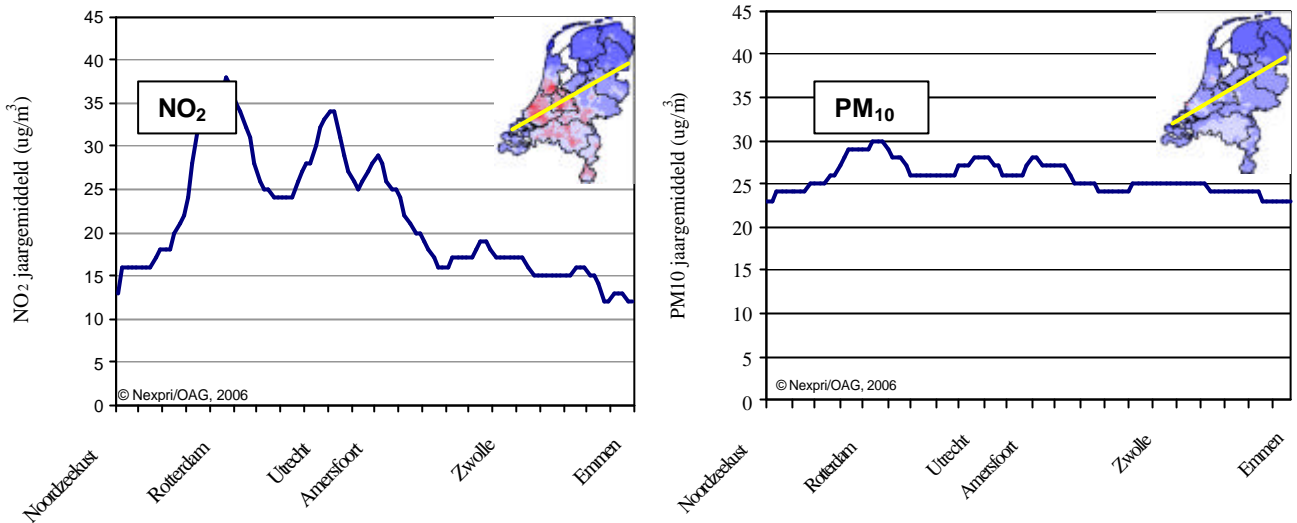 45
40
35
30
25
20
15
10
5
0
NO2 jaargemiddeld (ug/m3)
NO2
© Nexpri/OAG, 2006
Noordzeekust
Rotterdam
Utrecht
Amersfoort
Zwolle
Emmen
45
40
35
30
25
20
15
10
5
0
PM10 jaargemiddeld (ug/m3)
PM10
© Nexpri/OAG, 2006
Noordzeekust
Rotterdam
Utrecht
Amersfoort
Zwolle
Emmen